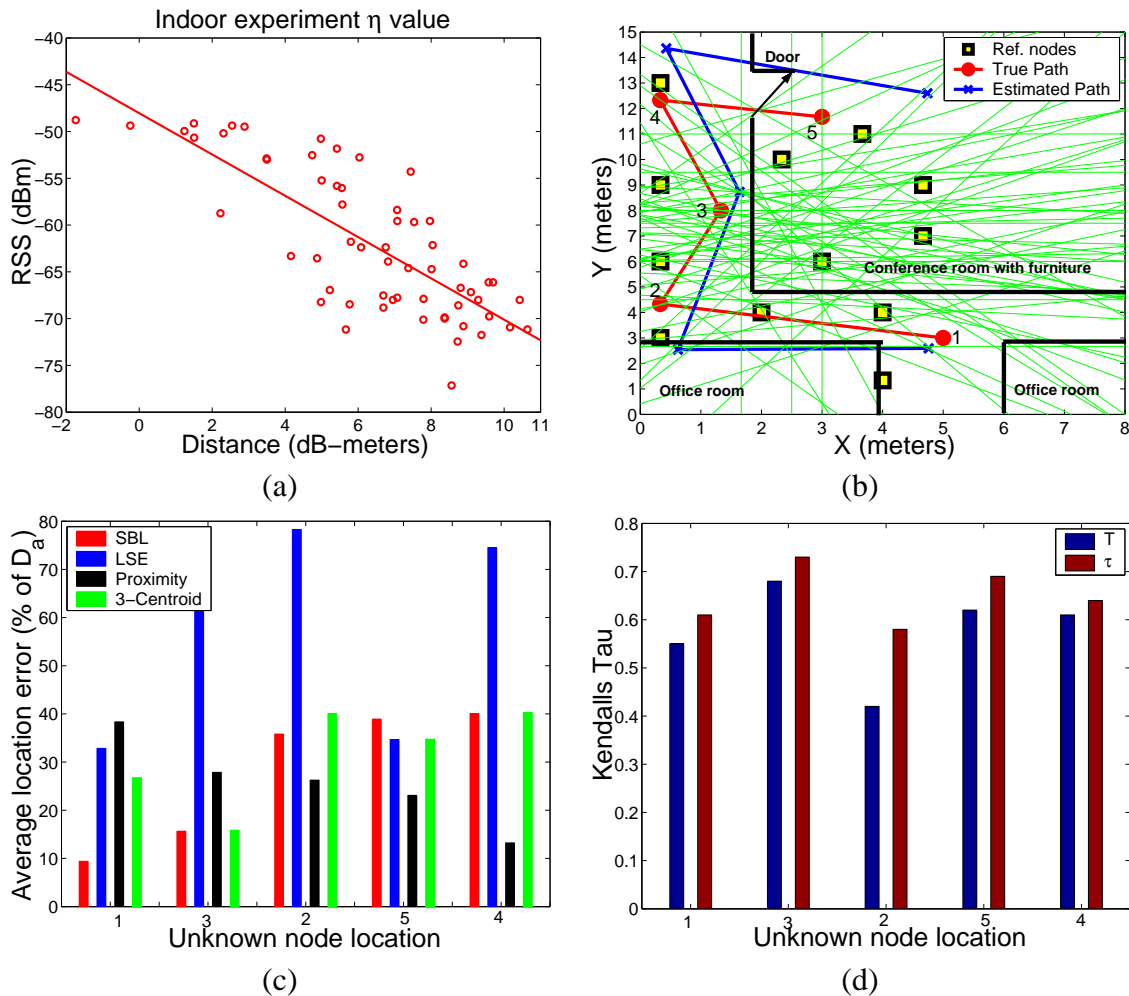 Indoor experiment η value
−40
−45
−50
−55
−60
−65
−70
−75
−80
RSS (dBm)
−2
0
2
4
6
8
10
11
Distance (dB−meters)
(a)
15
14
13
12
11
10
9
8
7
6
5
4
3
2
1
0
Y (meters)
Door
Ref. nodes
True Path
Estimated Path
4
5
3
2
1
Conference room with furniture
Office room
Office room
0
1
2
3
4
5
6
7
8
X (meters)
(b)
80
70
60
50
40
30
20
10
0
Average location error (% of Da)
SBL
LSE
Proximity
3−Centroid
1
3
2
5
4
Unknown node location
(c)
0.8
0.7
0.6
0.5
0.4
0.3
0.2
0.1
0
Kendalls Tau
T
τ
1
3
2
5
4
Unknown node location
(d)